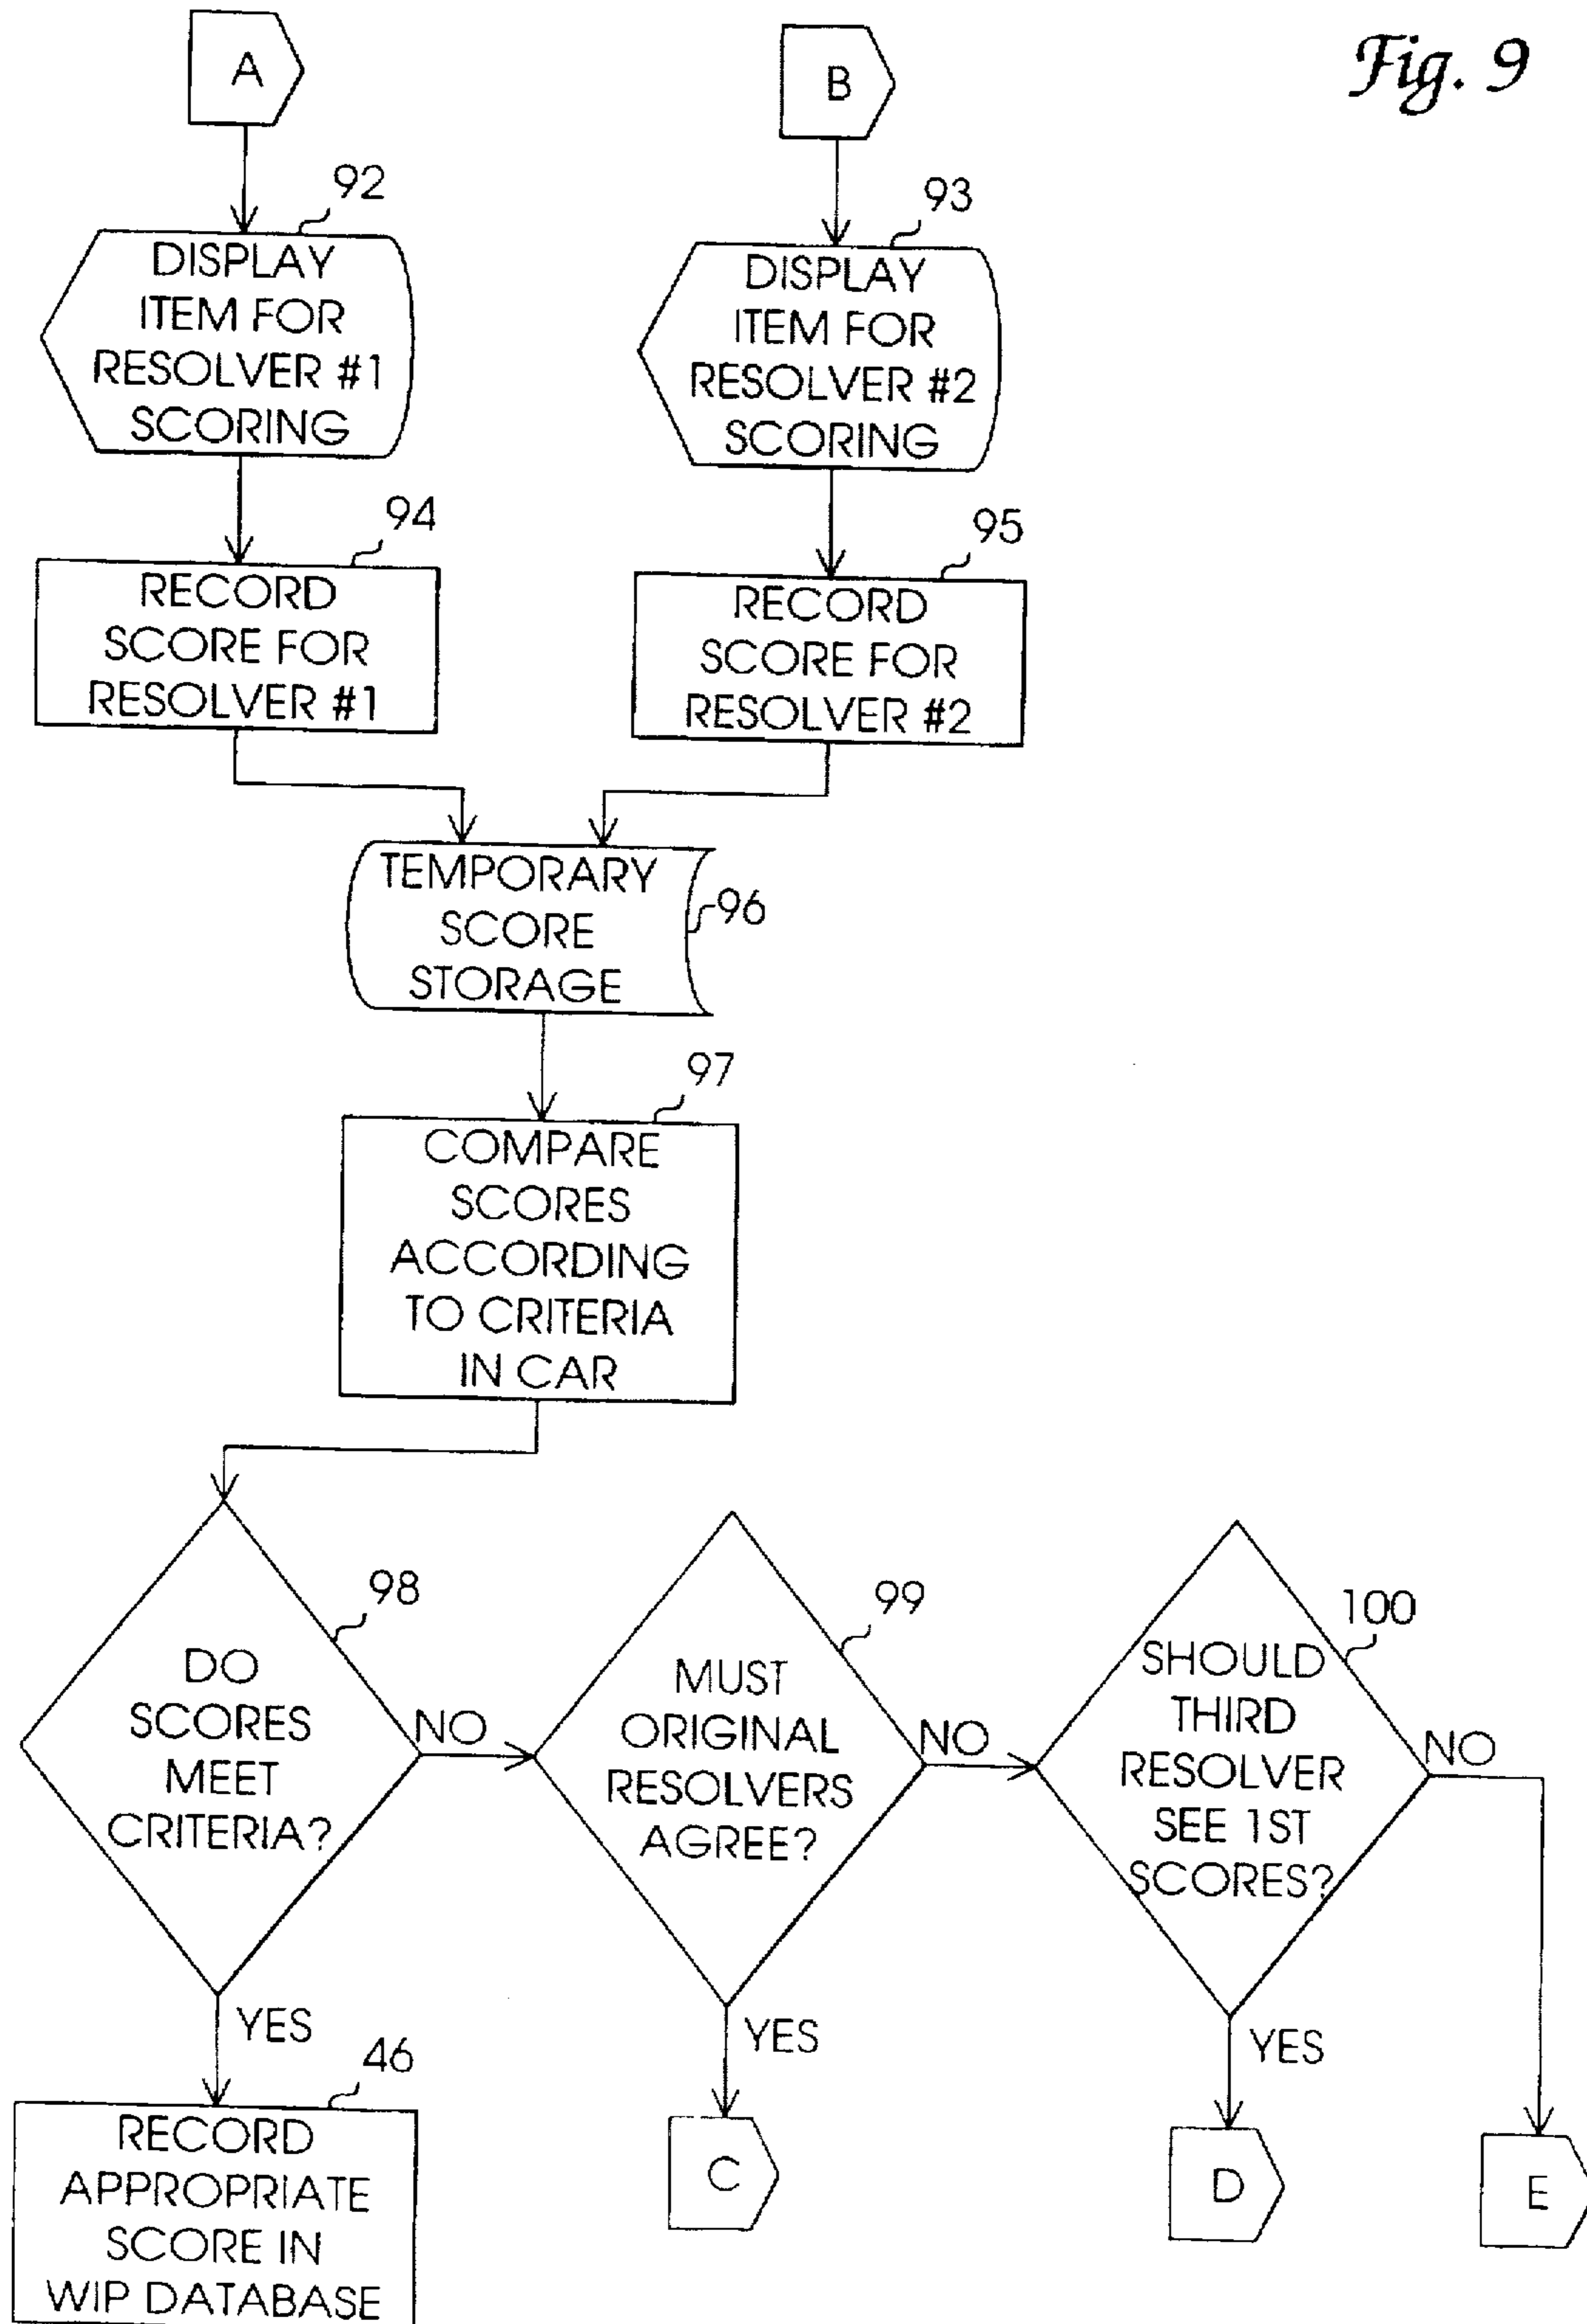 Fig. 9
A
B
92
DISPLAY
ITEM FOR
RESOLVER #1
SCORING
93
DISPLAY
ITEM FOR
RESOLVER #2
SCORING
94
RECORD
SCORE FOR
RESOLVER #1
95
RECORD
SCORE FOR
RESOLVER #2
TEMPORARY
SCORE
STORAGE
96
97
COMPARE
SCORES
ACCORDING
TO CRITERIA
IN CAR
98
DO
SCORES
MEET
CRITERIA?
NO
99
MUST
ORIGINAL
RESOLVERS
AGREE?
NO
100
SHOULD
THIRD
RESOLVER
SEE 1ST
SCORES?
NO
YES
YES
YES
46
RECORD
APPROPRIATE
SCORE IN
WIP DATABASE
C
D
E